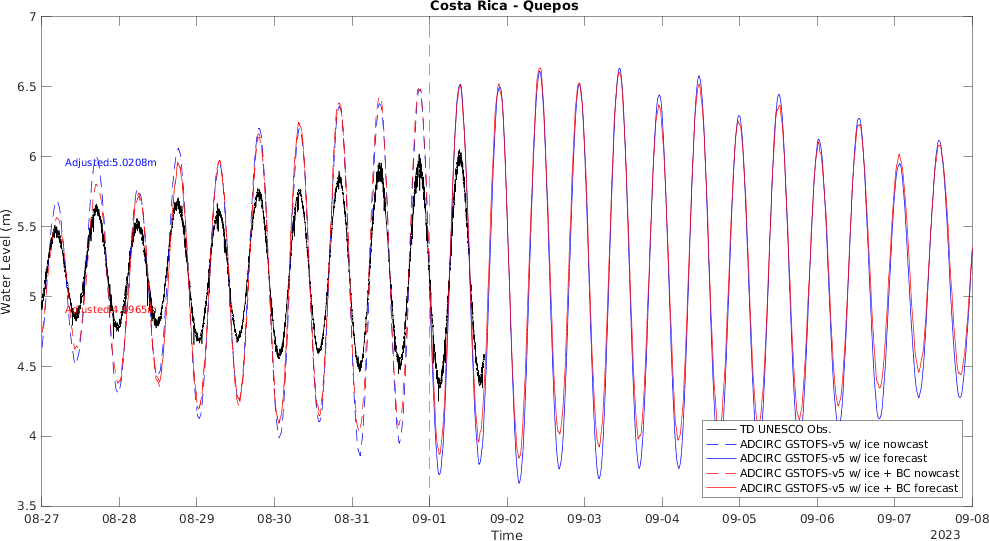 Costa Rica - Quepos
7
6.5
6
5.5
5
4.5
4
3.5
Water Level (m)
Adjusted:5.0208m
TD UNESCO Obs.
ADCIRC GSTOFS-v5 w/ ice nowcast
ADCIRC GSTOFS-v5 w/ ice forecast
ADCIRC GSTOFS-v5 w/ ice + BC nowcast
ADCIRC GSTOFS-v5 w/ ice + BC forecast
08-27 08-28 08-29 08-30 08-31 09-01 09-02 09-03 09-04 09-05 09-06 09-07 09-08
Time
2023